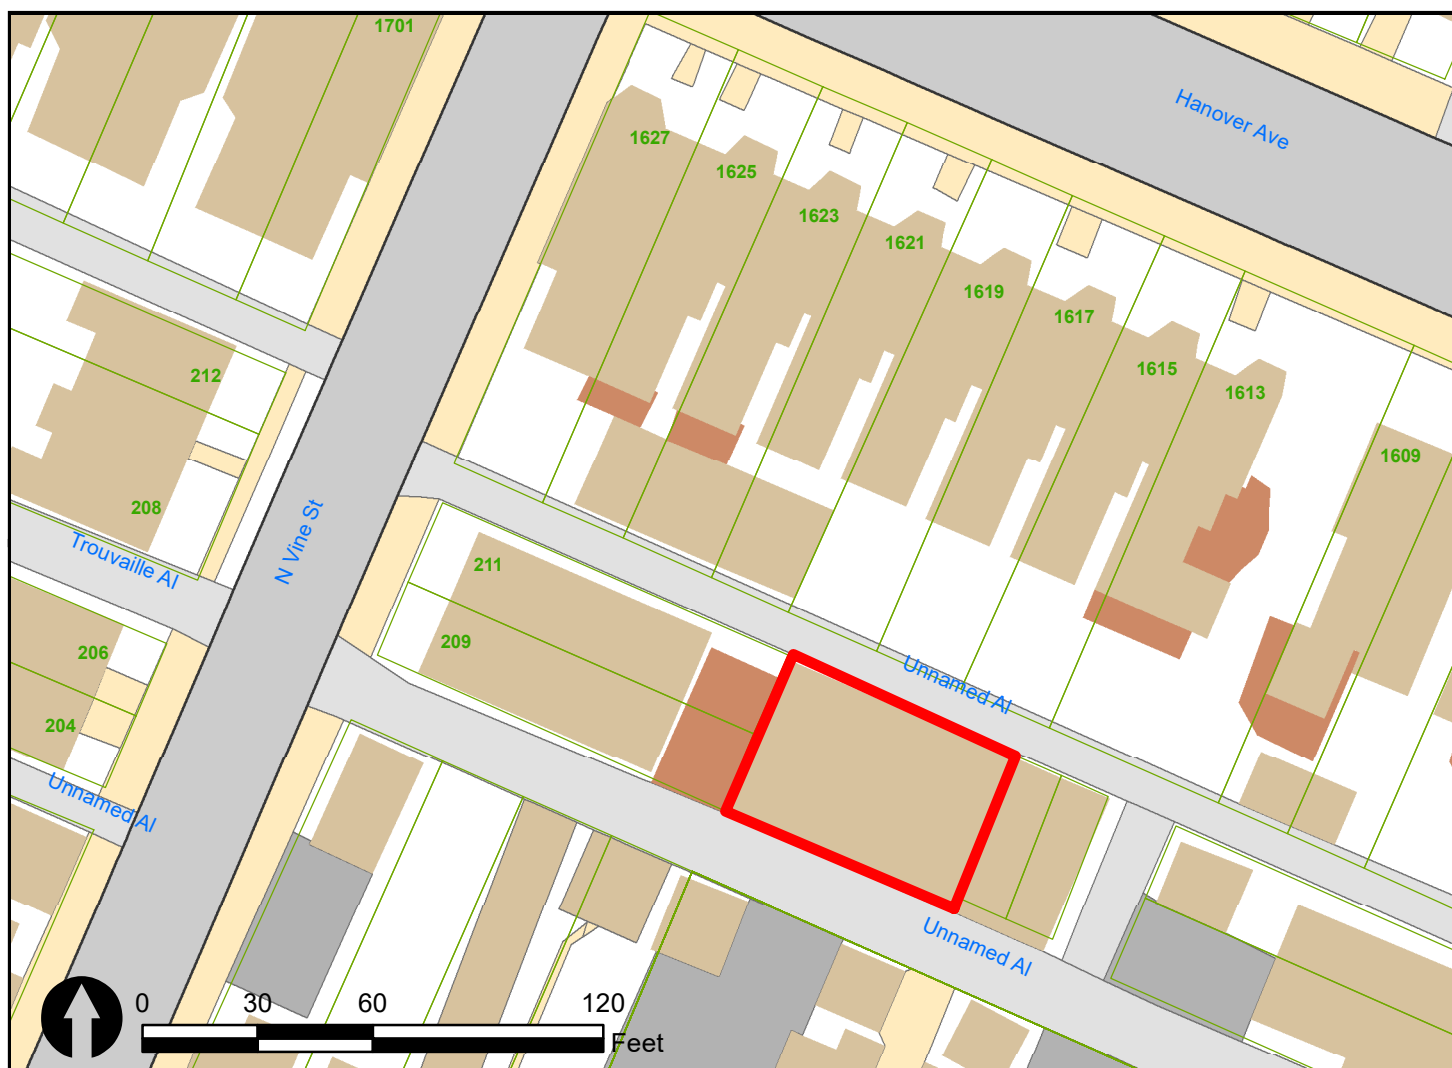 1701
Hanover Ave
1627
1625
1623
1621
1619
1617
1615
1613
1609
212
208
Trouvaille Al
N Vine St
211
209
206
204
Unnamed Al
Unnamed Al
Unnamed Al
0 30 60 120
Feet